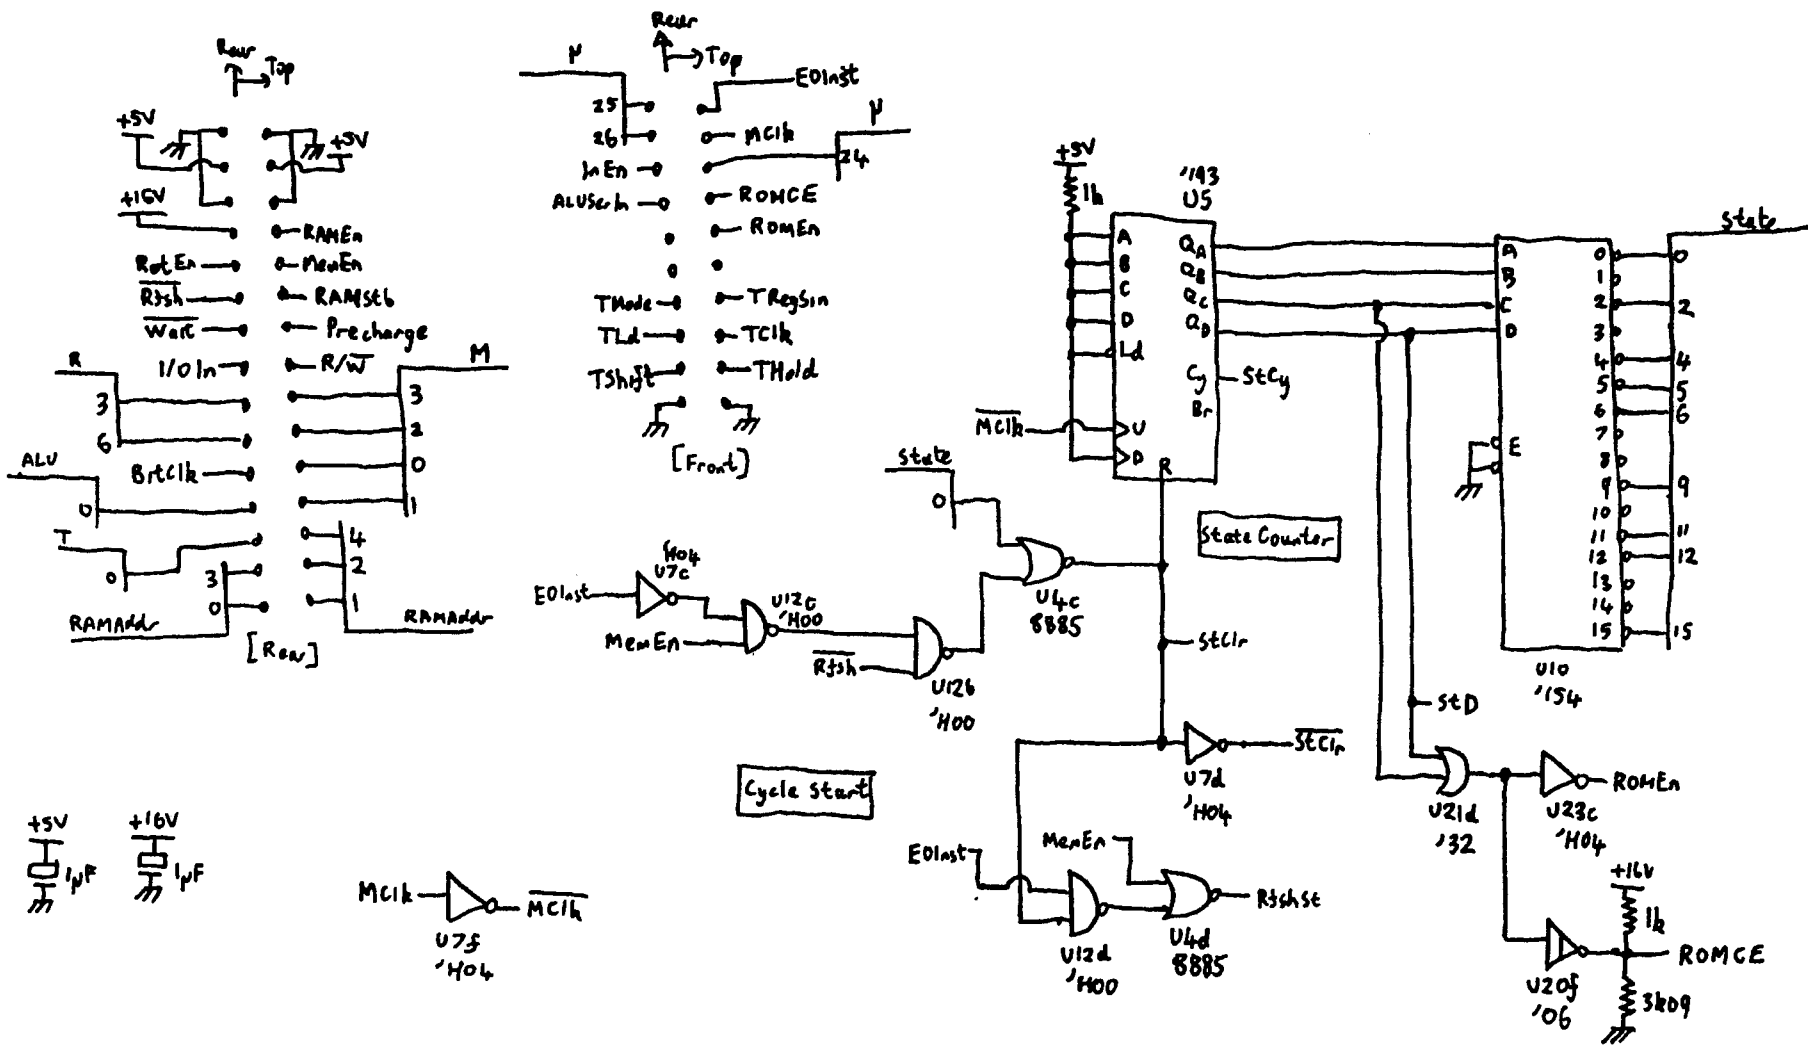 Rear
Top
+5V
+5V
+16V
RAMEn
RotEn
MemEn
Rfsh
RAMStb
Wait
Precharge
I/O In
R/W
R
M
3
3
6
2
ALU
BrtClk
0
0
1
T
4
0
3
2
0
1
RAMAddr
RAMAddr
[Rear]
Rear
Top
μ
EOInst
25
μ
26
MClk
24
InEn
ALUSerIn
ROMCE
ROMEn
TMode
TRegSin
TLd
TClk
TShift
THold
[Front]
+5V
1k
'193
U5
A
QA
B
QB
C
QC
D
QD
Ld
Cy
StCy
Br
MClk
U
D
R
State
0
State Counter
State
A
0
0
B
1
C
2
2
D
3
4
4
5
5
6
6
7
E
8
9
9
10
11
11
12
12
13
14
15
15
U10
'154
'H04
U7c
EOInst
U12c
'H00
MemEn
Rfsh
U12b
'H00
U4c
8885
StClr
StD
StClr
U7d
'H04
Cycle Start
U21d
'32
ROMEn
U23c
'H04
+5V
1μF
+16V
1μF
MClk
MClk
U7f
'H04
EOInst
MemEn
RfshSt
U12d
'H00
U4d
8885
+16V
1k
ROMCE
U20f
'06
3k09